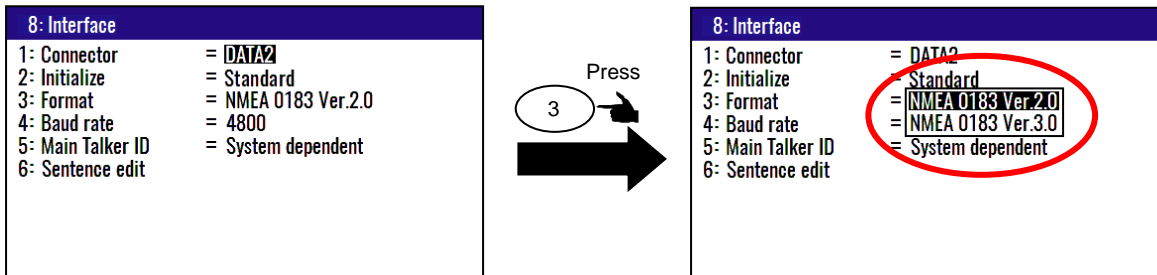 8: Interface
1: Connector = DATA2
2: Initialize = Standard
3: Format = NMEA 0183 Ver.2.0
4: Baud rate = 4800
5: Main Talker ID = System dependent
6: Sentence edit
Press
3
8: Interface
1: Connector = DATA2
2: Initialize = Standard
3: Format = NMEA 0183 Ver.2.0
4: Baud rate = NMEA 0183 Ver.3.0
5: Main Talker ID = System dependent
6: Sentence edit